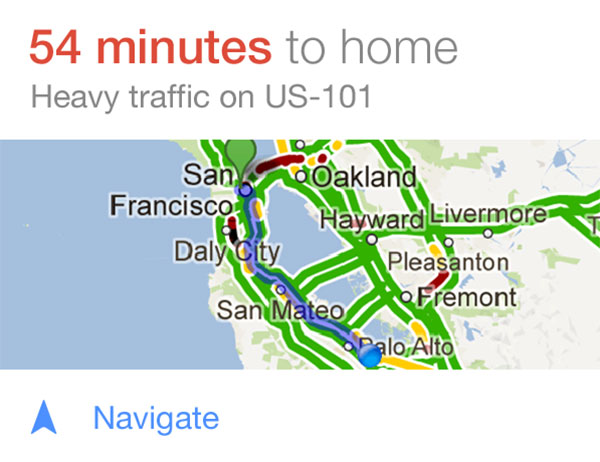 54 minutes to home
Heavy traffic on US-101
San Francisco
Oakland
Hayward
Livermore
Daly City
Pleasanton
San Mateo
Fremont
Palo Alto
T
Navigate